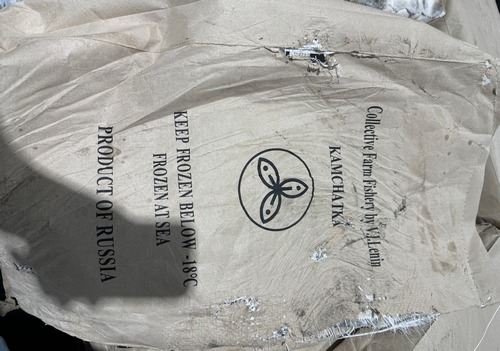 Collective Farm Fishery by V.I.Lenin
KAMCHATKA
KEEP FROZEN BELOW -18°C
FROZEN AT SEA
PRODUCT OF RUSSIA